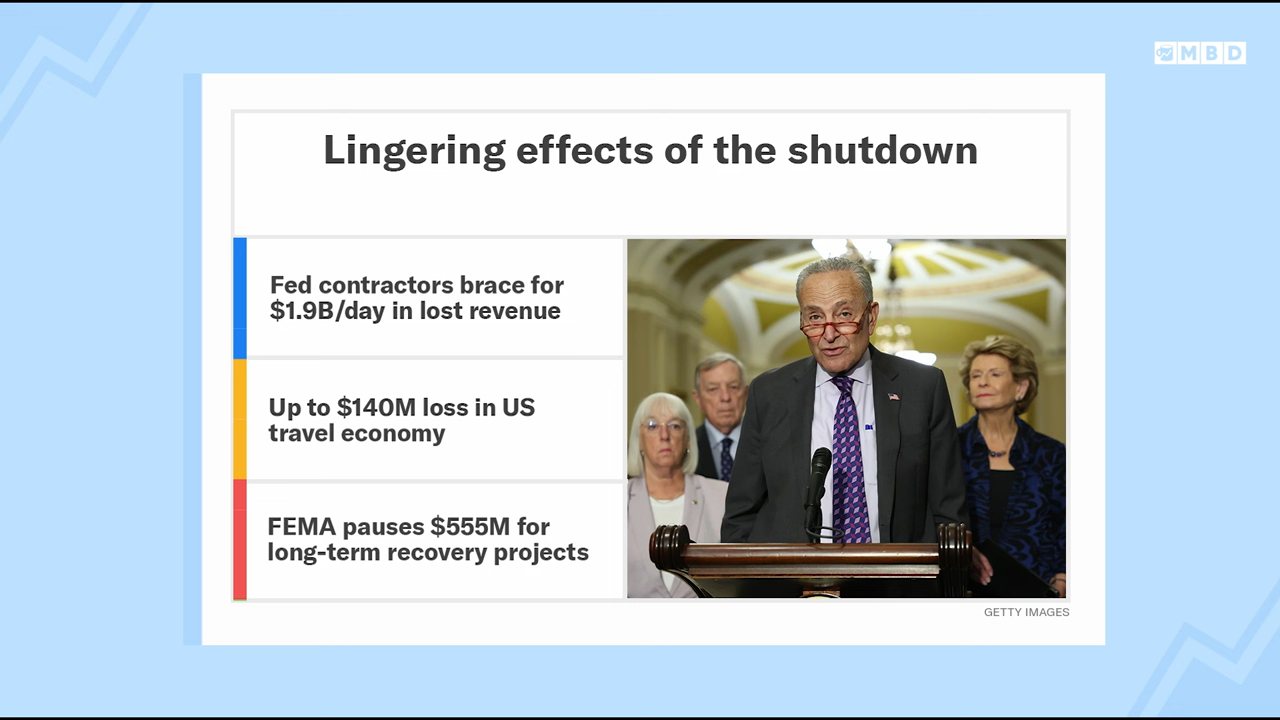 MBD
Lingering effects of the shutdown
Fed contractors brace for
$1.9B/day in lost revenue
Up to $140M loss in US
travel economy
FEMA pauses $555M for
long-term recovery projects
GETTY IMAGES